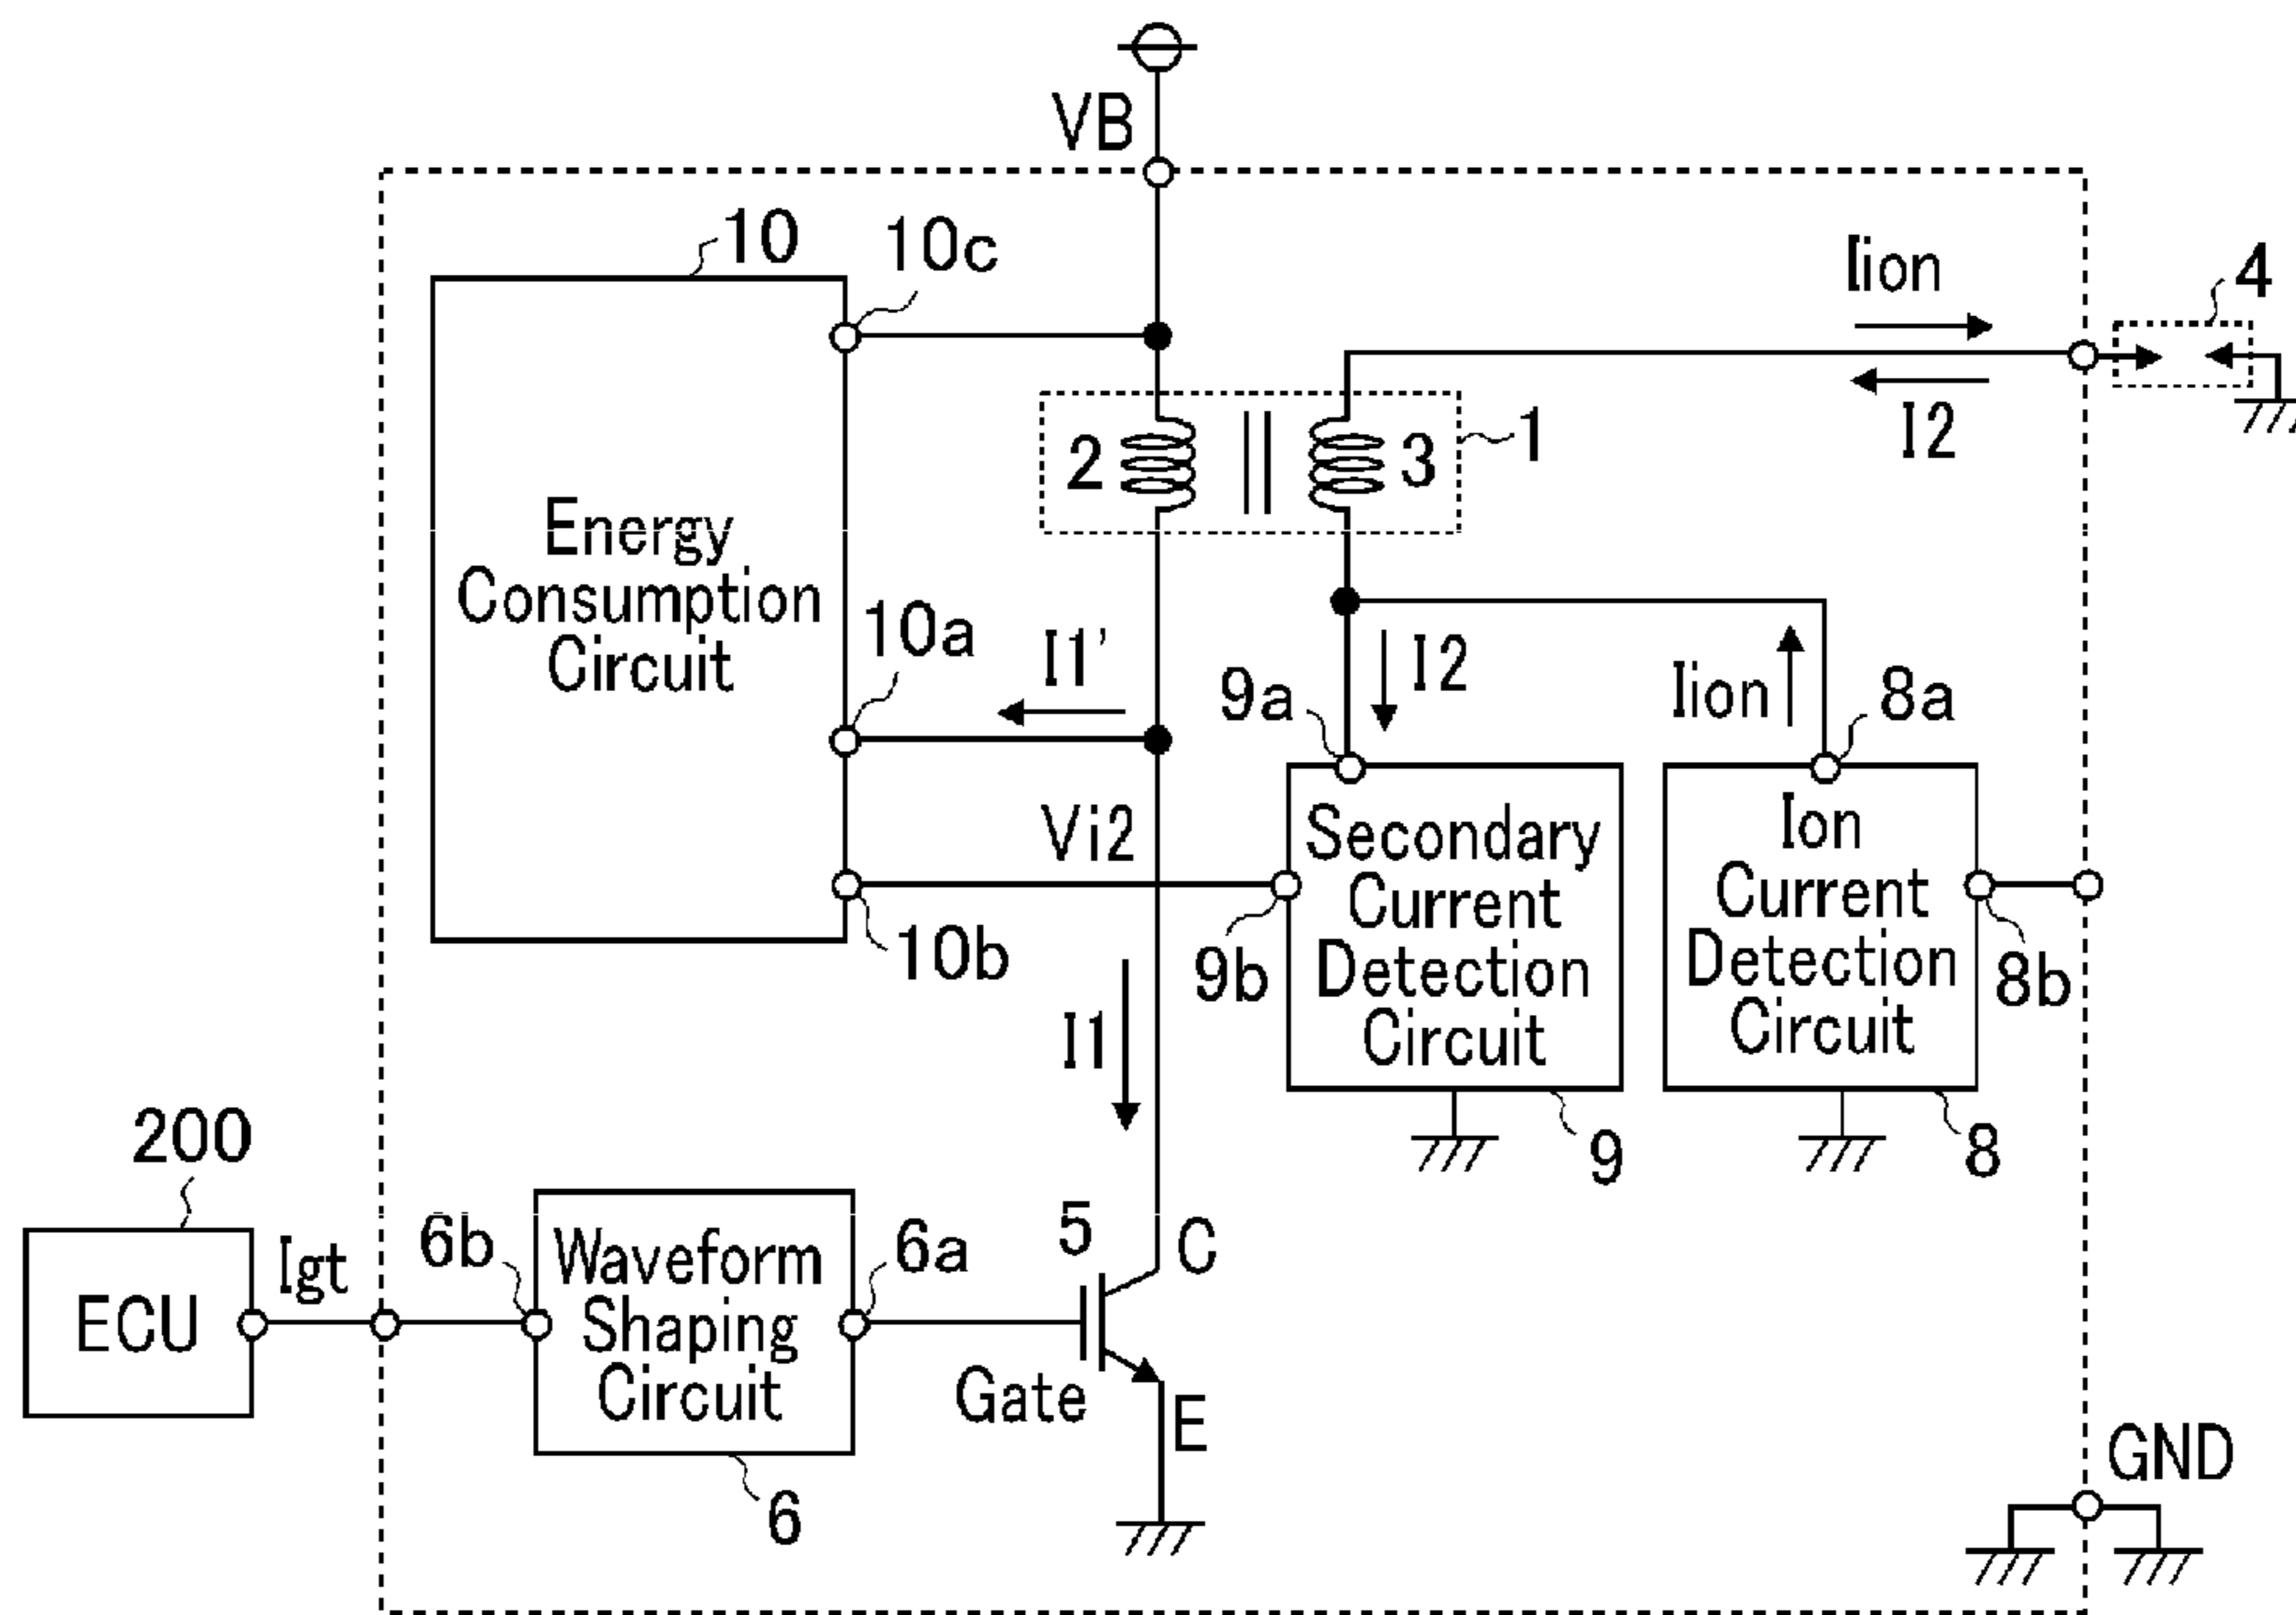 VB
10
10c
Iion
4
I2
2
3
1
Energy
Consumption
Circuit
10a
I1'
I2
9a
Iion
8a
Vi2
Secondary
Current
Detection
Circuit
Ion
Current
Detection
Circuit
10b
9b
8b
I1
9
8
200
ECU
Igt
6b
Waveform
Shaping
Circuit
6a
5
C
Gate
E
6
GND